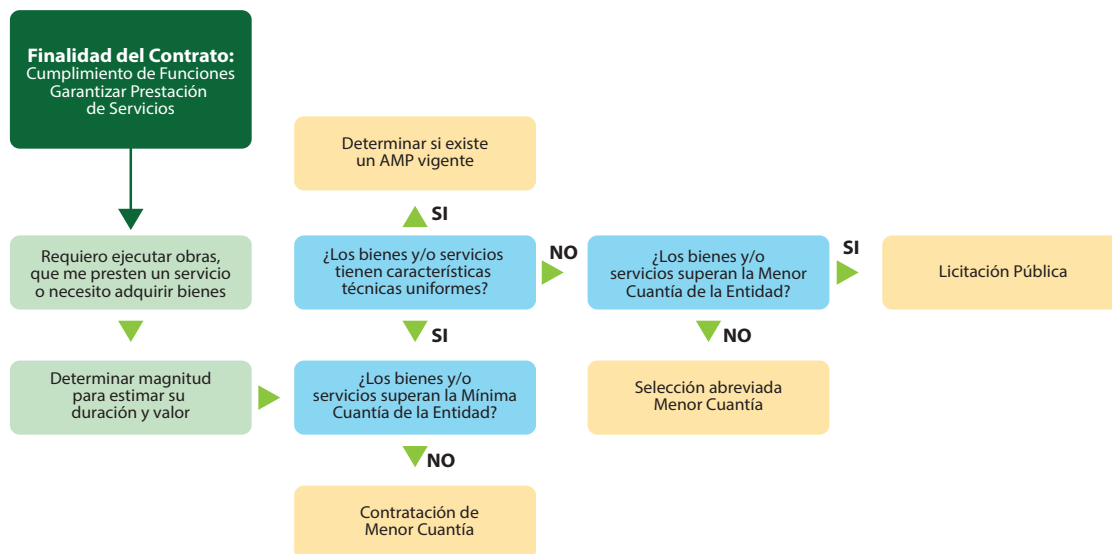 Finalidad del Contrato:
Cumplimiento de Funciones
Garantizar Prestación
de Servicios
Determinar si existe
un AMP vigente
SI
Requiero ejecutar obras,
que me presten un servicio
o necesito adquirir bienes
¿Los bienes y/o servicios
tienen características
técnicas uniformes?
NO
¿Los bienes y/o
servicios superan la Menor
Cuantía de la Entidad?
SI
Licitación Pública
SI
NO
Determinar magnitud
para estimar su
duración y valor
¿Los bienes y/o
servicios superan la Mínima
Cuantía de la Entidad?
Selección abreviada
Menor Cuantía
NO
Contratación de
Menor Cuantía